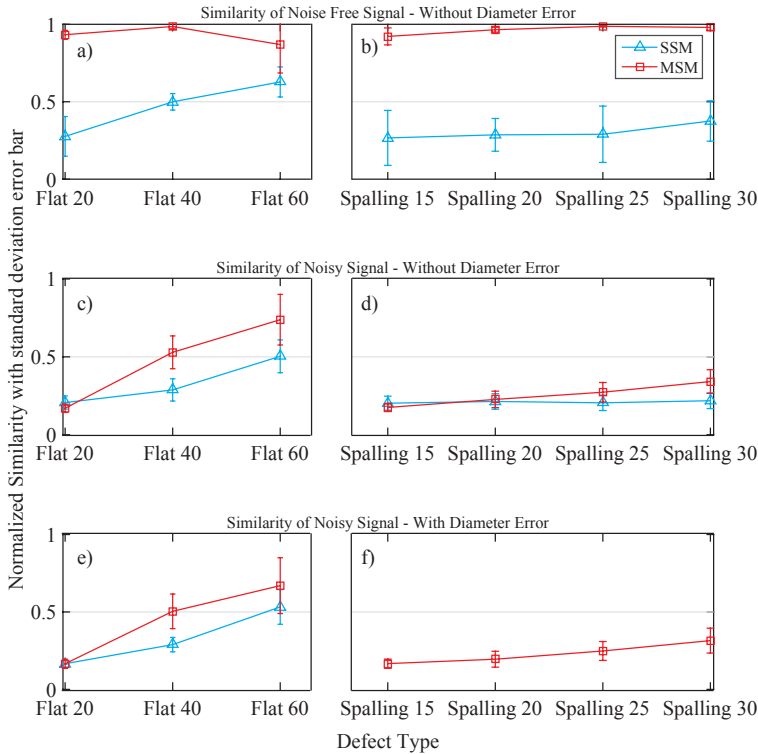 Similarity of Noise Free Signal - Without Diameter Error
1
0.5
0
a)
b)
SSM
MSM
Flat 20 Flat 40 Flat 60
Spalling 15 Spalling 20 Spalling 25 Spalling 30
Similarity of Noisy Signal - Without Diameter Error
1
0.5
0
c)
d)
Flat 20 Flat 40 Flat 60
Spalling 15 Spalling 20 Spalling 25 Spalling 30
Similarity of Noisy Signal - With Diameter Error
1
0.5
0
e)
f)
Flat 20 Flat 40 Flat 60
Spalling 15 Spalling 20 Spalling 25 Spalling 30
Normalized Similarity with standard deviation error bar
Defect Type